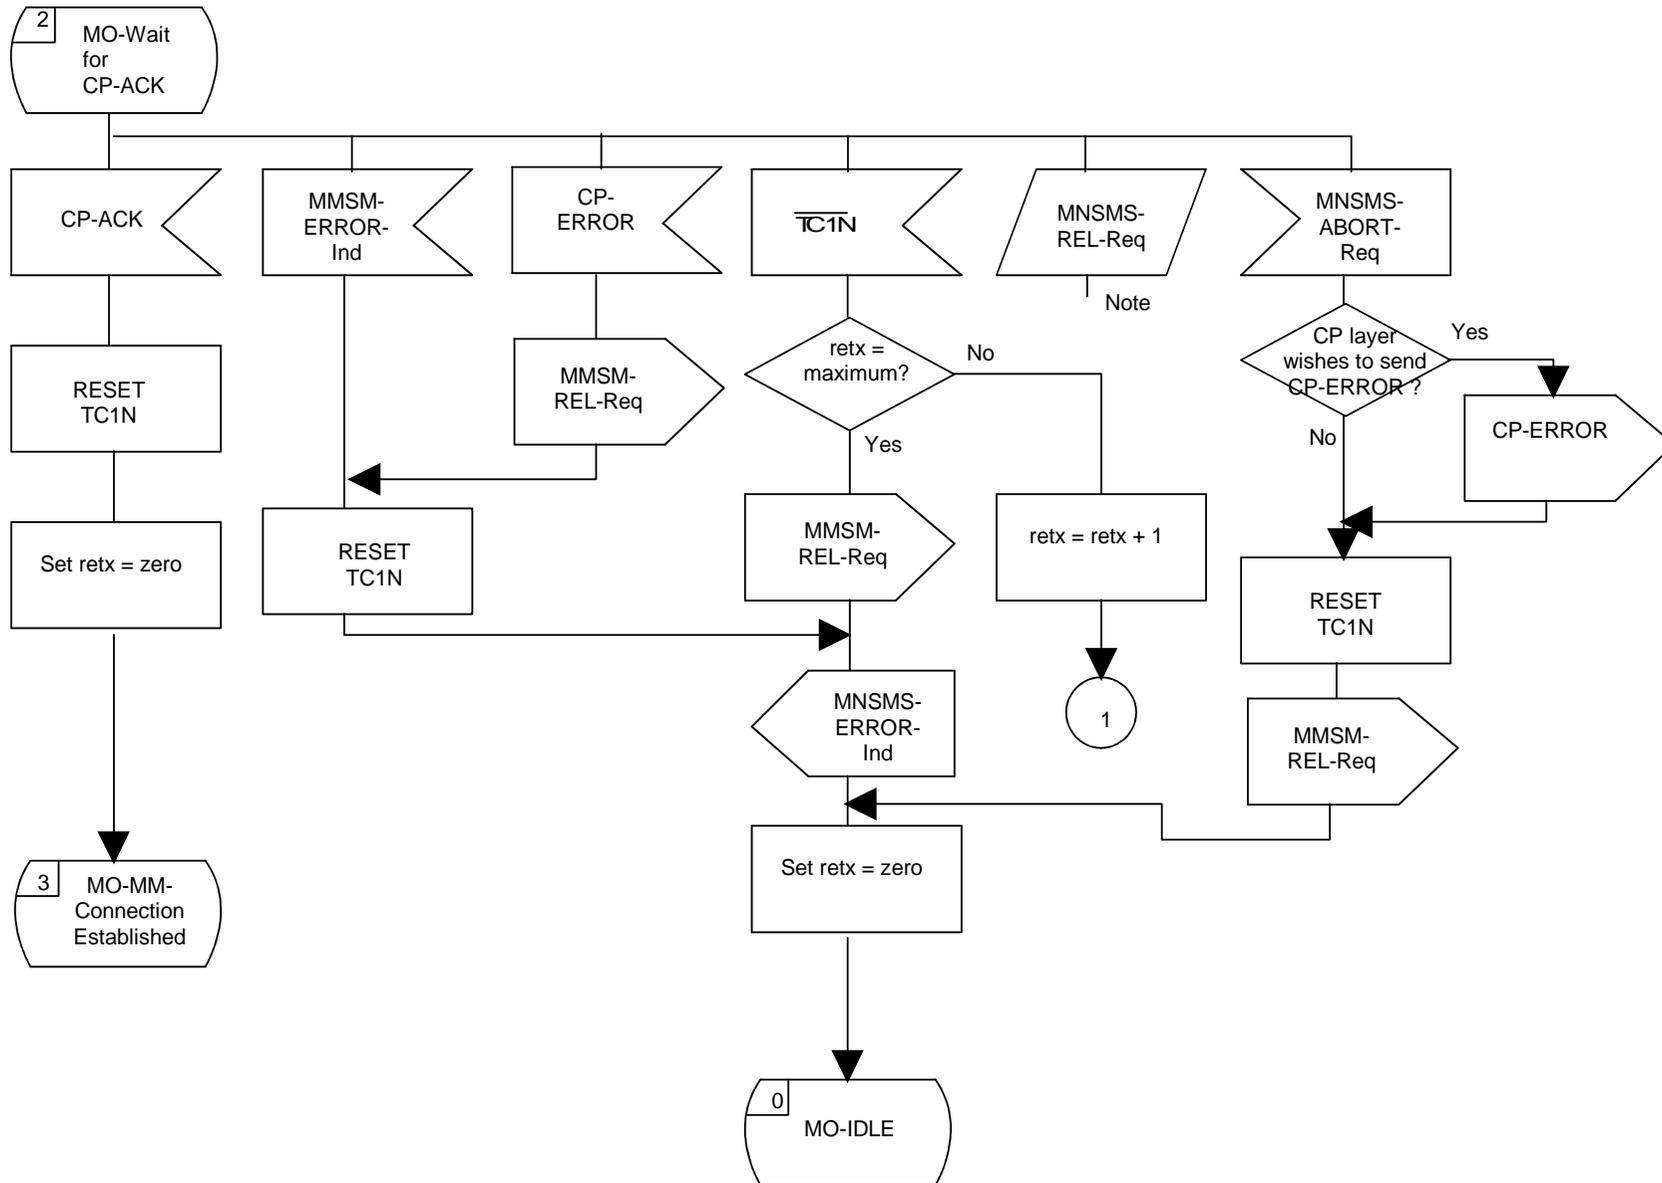 2
MO-Wait
for
CP-ACK
CP-ACK
MMSM-
ERROR-
Ind
CP-
ERROR
TC1N
MNSMS-
REL-Req
Note
MNSMS-
ABORT-
Req
RESET
TC1N
MMSM-
REL-Req
retx =
maximum?
No
Yes
CP layer
wishes to send
CP-ERROR ?
Yes
No
CP-ERROR
Set retx = zero
RESET
TC1N
MMSM-
REL-Req
retx = retx + 1
RESET
TC1N
MNSMS-
ERROR-
Ind
1
MMSM-
REL-Req
3
MO-MM-
Connection
Established
Set retx = zero
0
MO-IDLE